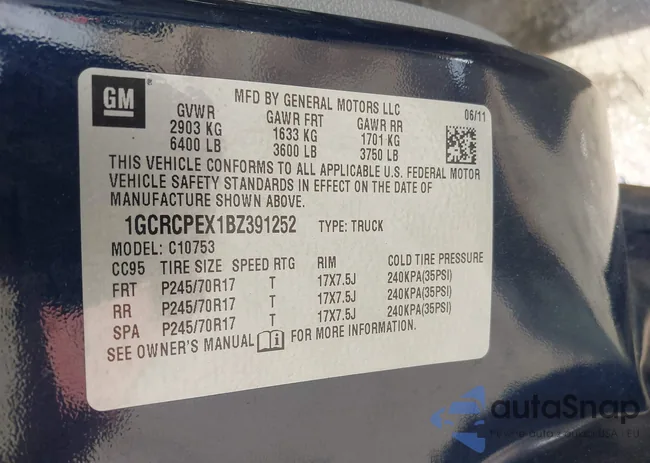 GM
MFD BY GENERAL MOTORS LLC
GVWR GAWR FRT GAWR RR 06/11
2903 KG 1633 KG 1701 KG
6400 LB 3600 LB 3750 LB
THIS VEHICLE CONFORMS TO ALL APPLICABLE U.S. FEDERAL MOTOR
VEHICLE SAFETY STANDARDS IN EFFECT ON THE DATE OF
MANUFACTURE SHOWN ABOVE.
1GCRCPEX1BZ391252 TYPE: TRUCK
MODEL: C10753
CC95 TIRE SIZE SPEED RTG RIM COLD TIRE PRESSURE
FRT P245/70R17 T 17X7.5J 240KPA(35PSI)
RR P245/70R17 T 17X7.5J 240KPA(35PSI)
SPA P245/70R17 T 17X7.5J 240KPA(35PSI)
SEE OWNER'S MANUAL FOR MORE INFORMATION.
autoSnap